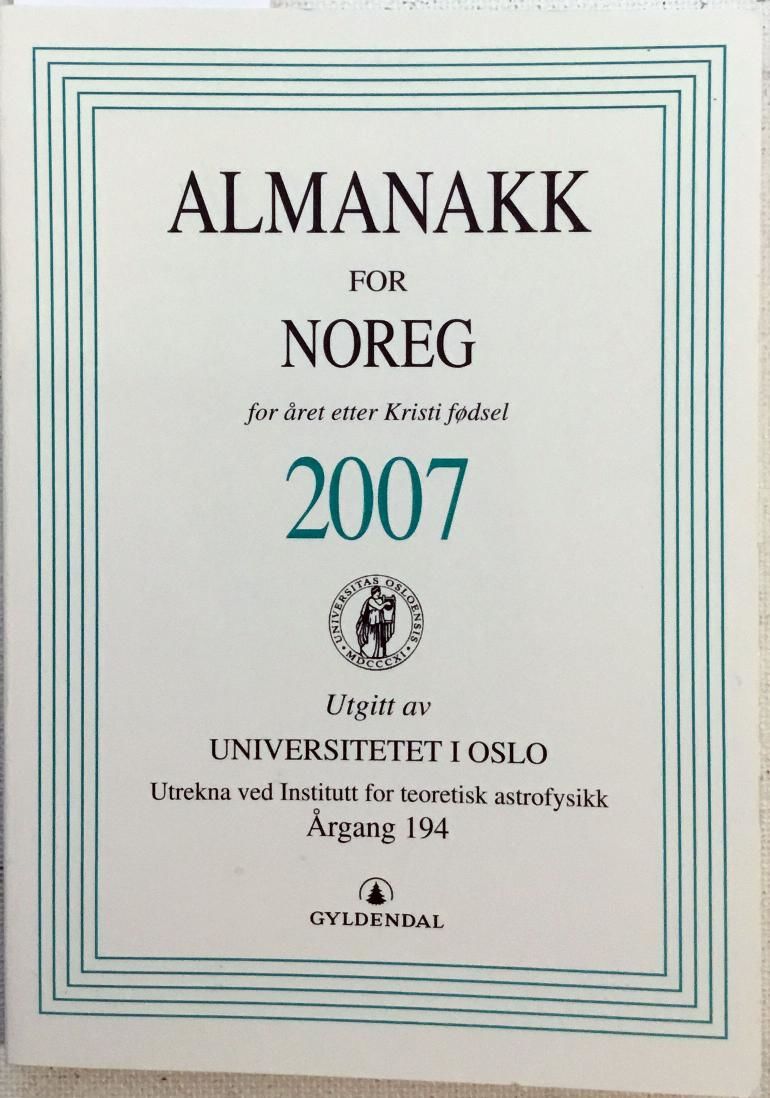 ALMANAKK
FOR
NOREG
for året etter Kristi fødsel
2007
UNIVERSITAS OSLOENSIS
MDCCCXI
Utgitt av
UNIVERSITETET I OSLO
Utrekna ved Institutt for teoretisk astrofysikk
Årgang 194
GYLDENDAL